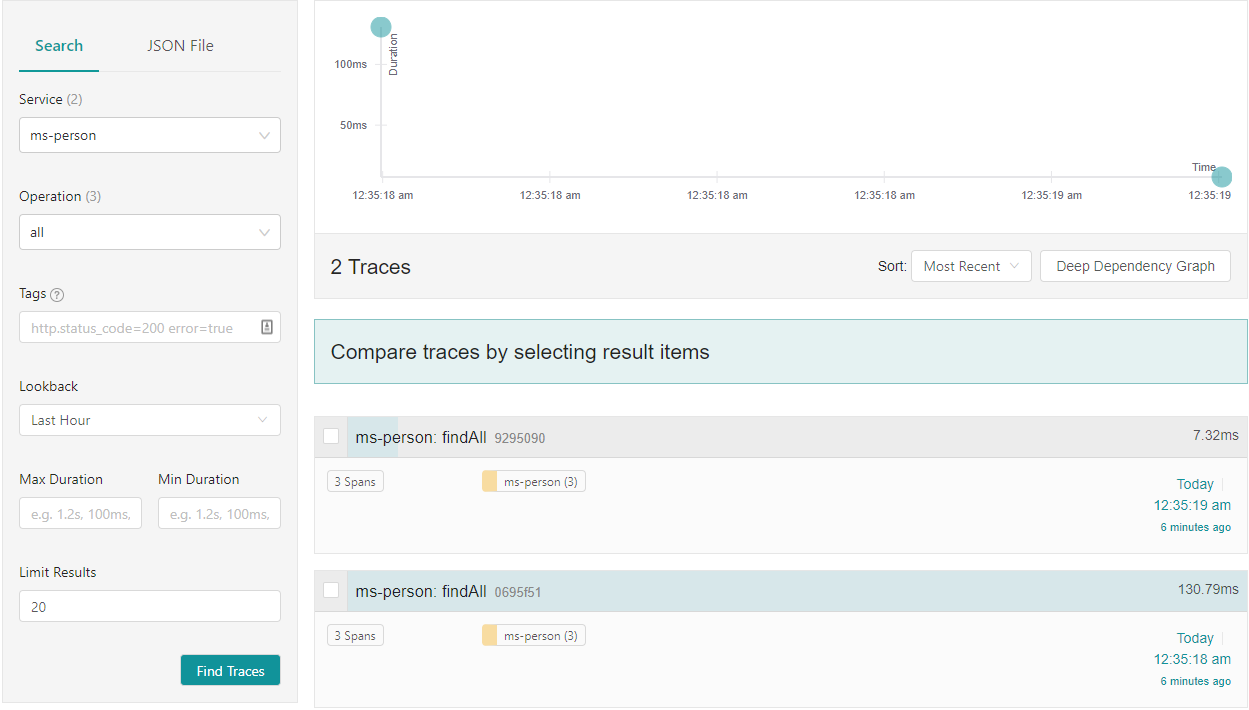 Search JSON File
Service (2)
ms-person
Operation (3)
all
Tags ?
http.status_code=200 error=true
Lookback
Last Hour
Max Duration Min Duration
e.g. 1.2s, 100ms, e.g. 1.2s, 100ms,
Limit Results
20
Find Traces
Duration
100ms
50ms
Time
12:35:18 am 12:35:18 am 12:35:18 am 12:35:18 am 12:35:19 am 12:35:19
2 Traces Sort: Most Recent Deep Dependency Graph
Compare traces by selecting result items
ms-person: findAll 9295090 7.32ms
3 Spans ms-person (3) Today
12:35:19 am
6 minutes ago
ms-person: findAll 0695f51 130.79ms
3 Spans ms-person (3) Today
12:35:18 am
6 minutes ago